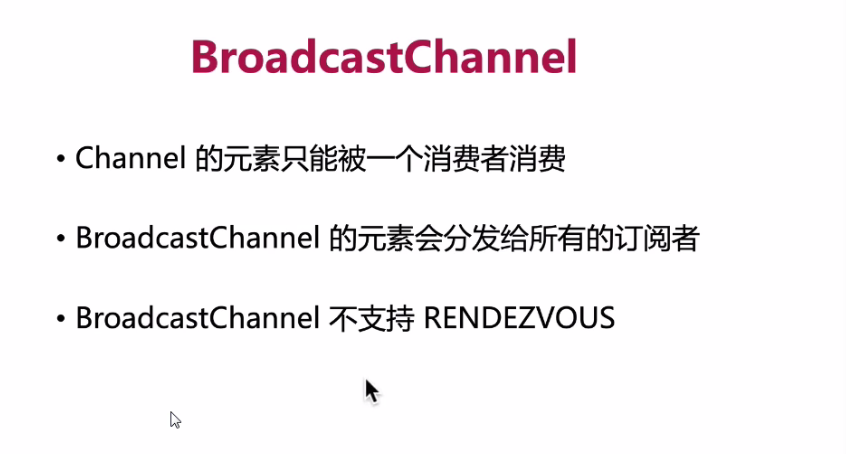 BroadcastChannel
• Channel 的元素只能被一个消费者消费
• BroadcastChannel 的元素会分发给所有的订阅者
• BroadcastChannel 不支持 RENDEZVOUS